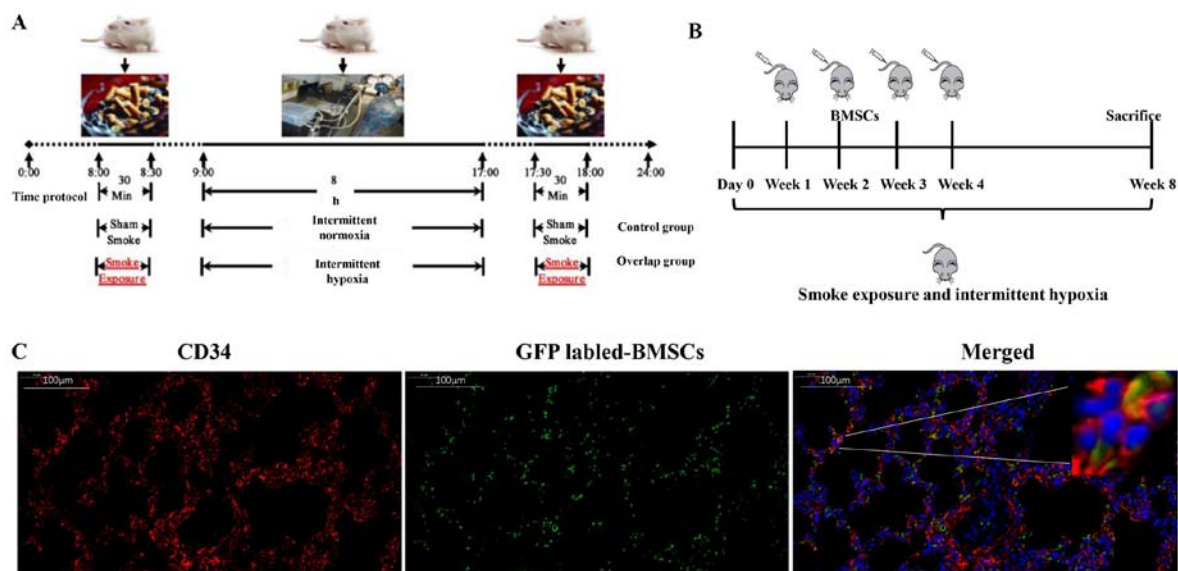 A
0:00
8:00
8:30
9:00
17:00
17:30
18:00
24:00
Time protocol
30
Min
8
h
30
Min
Sham
Smoke
Intermittent
normoxia
Sham
Smoke
Control group
Smoke
Exposure
Intermittent
hypoxia
Smoke
Exposure
Overlap group
B
BMSCs
Sacrifice
Day 0
Week 1
Week 2
Week 3
Week 4
Week 8
Smoke exposure and intermittent hypoxia
C
CD34
GFP labled-BMSCs
Merged
100μm
100μm
100μm